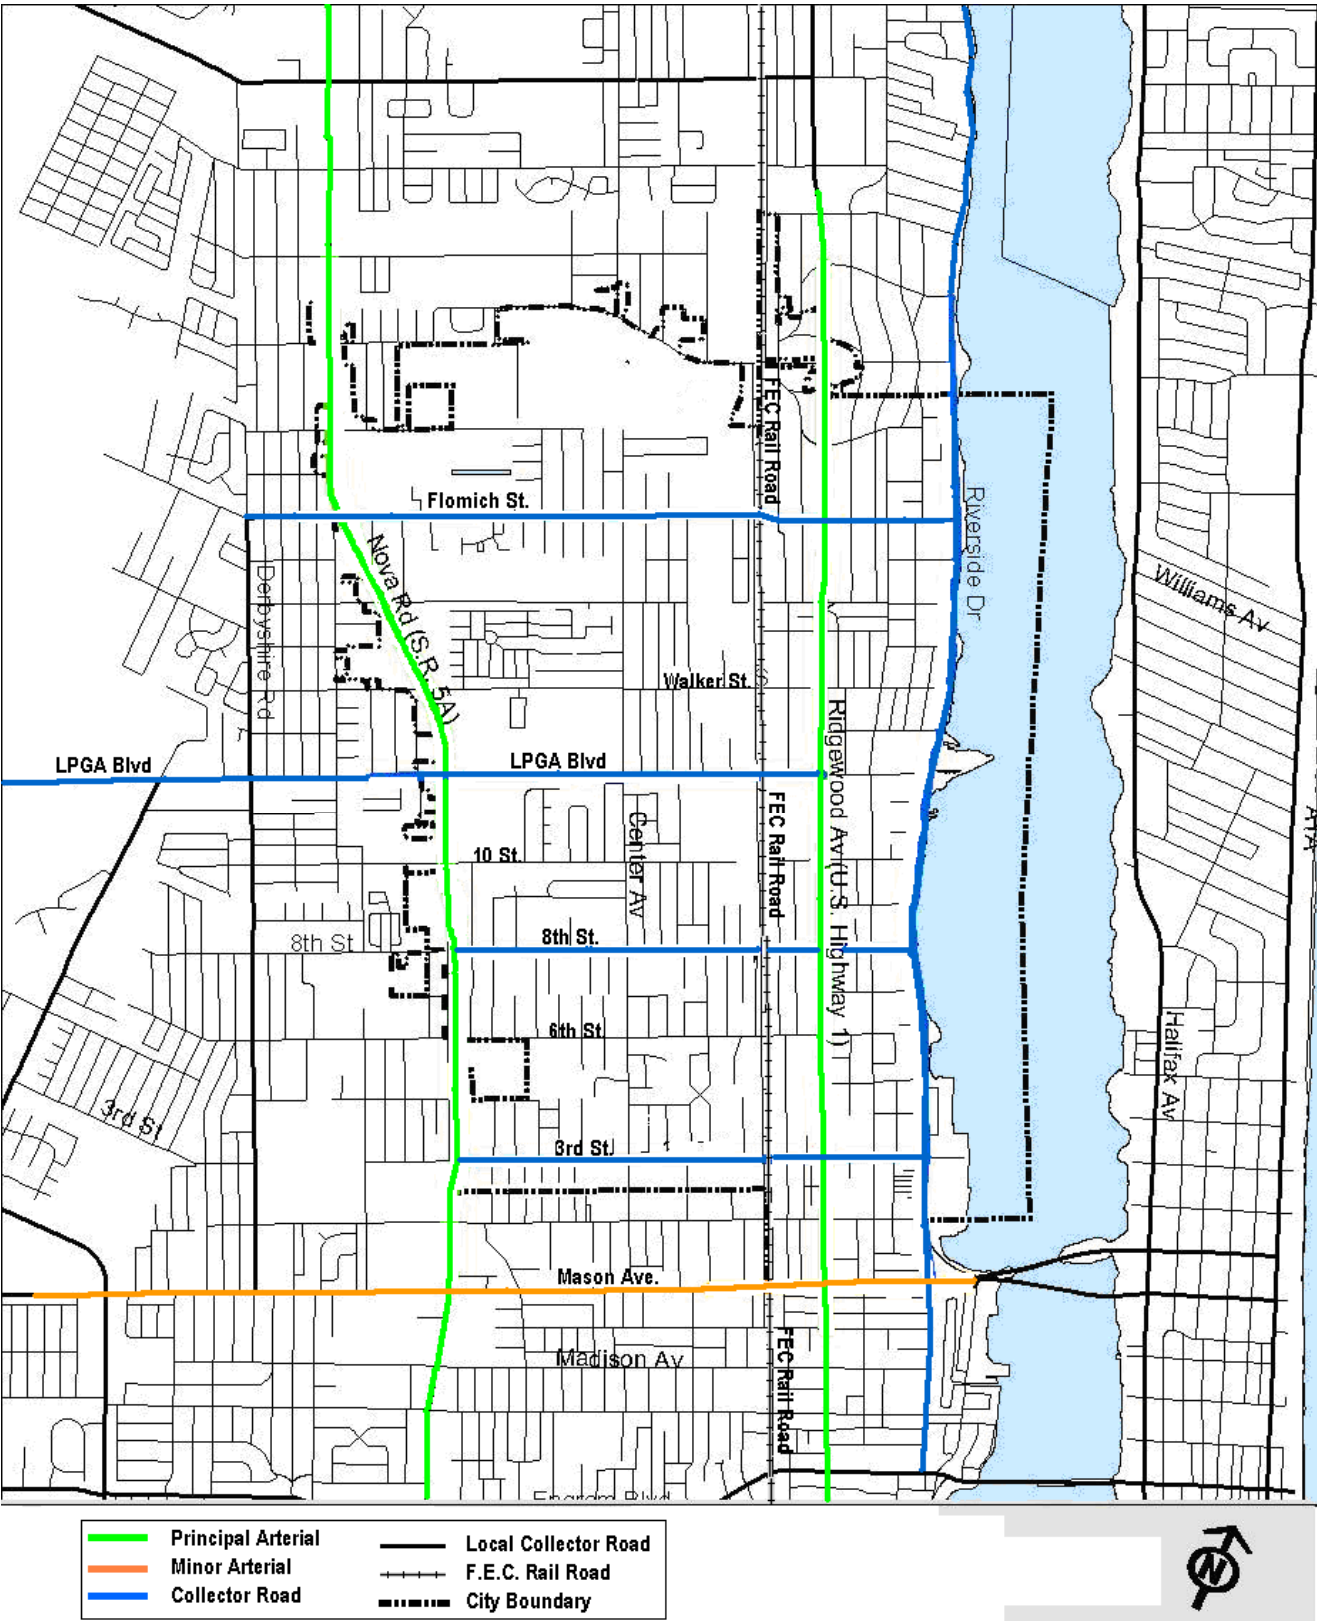 FEC Rail Road
Flomich St.
Riverside Dr
Nova Rd (S.R. 5A)
Derbyshire Rd
Williams Av
Walker St.
Ridgewood Av (U.S. Highway 1)
LPGA Blvd
LPGA Blvd
FEC Rail Road
Center Av
A1A
10 St.
8th St
8th St.
6th St.
Halifax Av
3rd St
3rd St.
Mason Ave.
Madison Av
FEC Rail Road
Principal Arterial
Minor Arterial
Collector Road
Local Collector Road
F.E.C. Rail Road
City Boundary
N